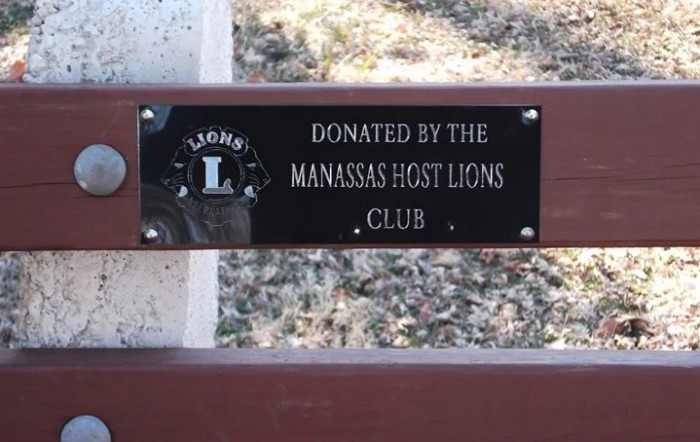 LIONS
L
DONATED BY THE
MANASSAS HOST LIONS
CLUB